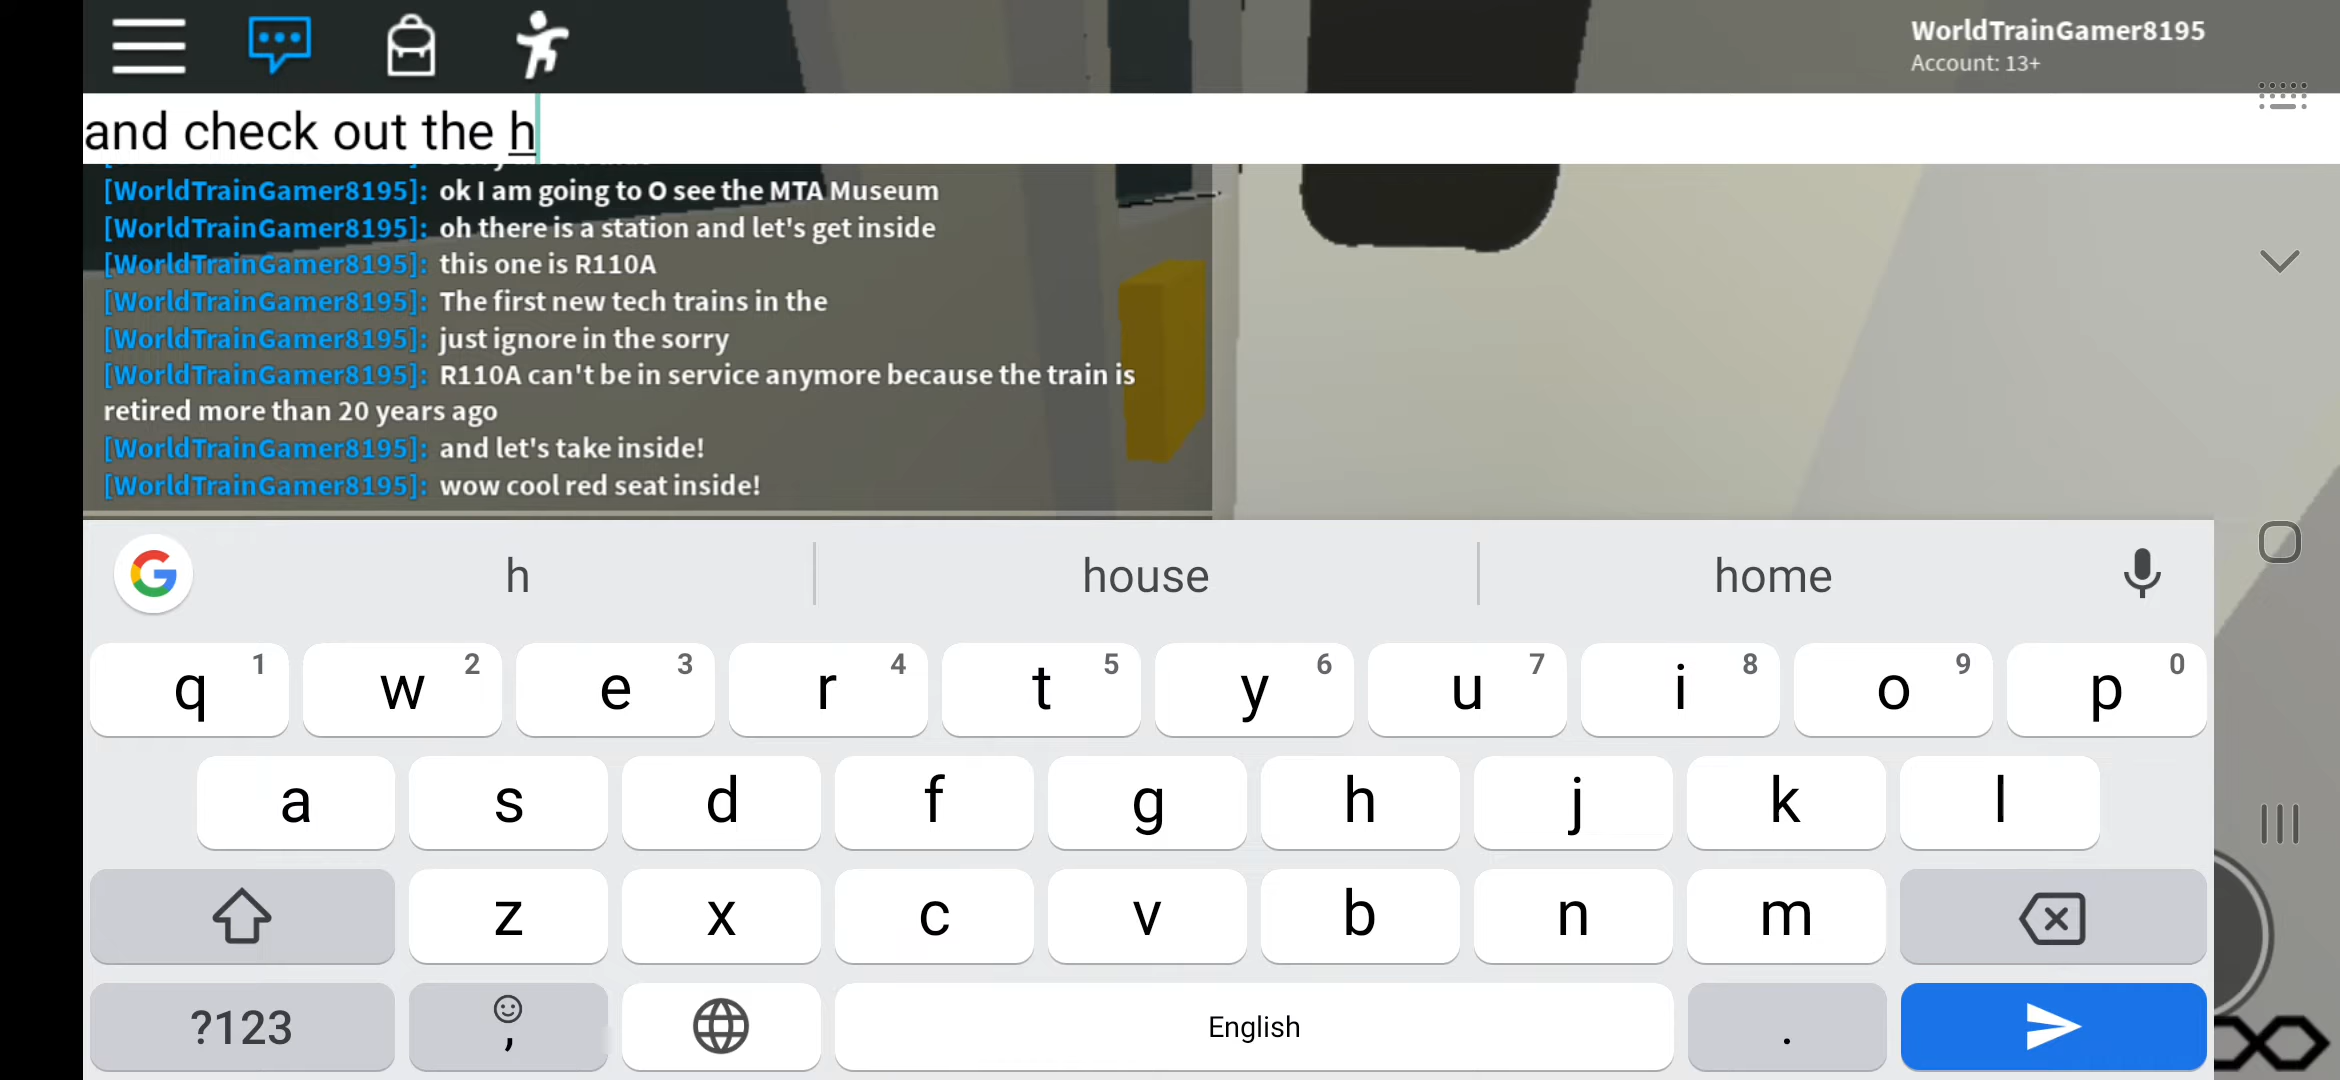 WorldTrainGamer8195
Account: 13+
and check out the h
[WorldTrainGamer8195]: ok I am going to O see the MTA Museum
[WorldTrainGamer8195]: oh there is a station and let's get inside
[WorldTrainGamer8195]: this one is R110A
[WorldTrainGamer8195]: The first new tech trains in the
[WorldTrainGamer8195]: just ignore in the sorry
[WorldTrainGamer8195]: R110A can't be in service anymore because the train is
retired more than 20 years ago
[WorldTrainGamer8195]: and let's take inside!
[WorldTrainGamer8195]: wow cool red seat inside!
h house home
q 1 w 2 e 3 r 4 t 5 y 6 u 7 i 8 o 9 p 0
a s d f g h j k l
z x c v b n m
?123 , English .